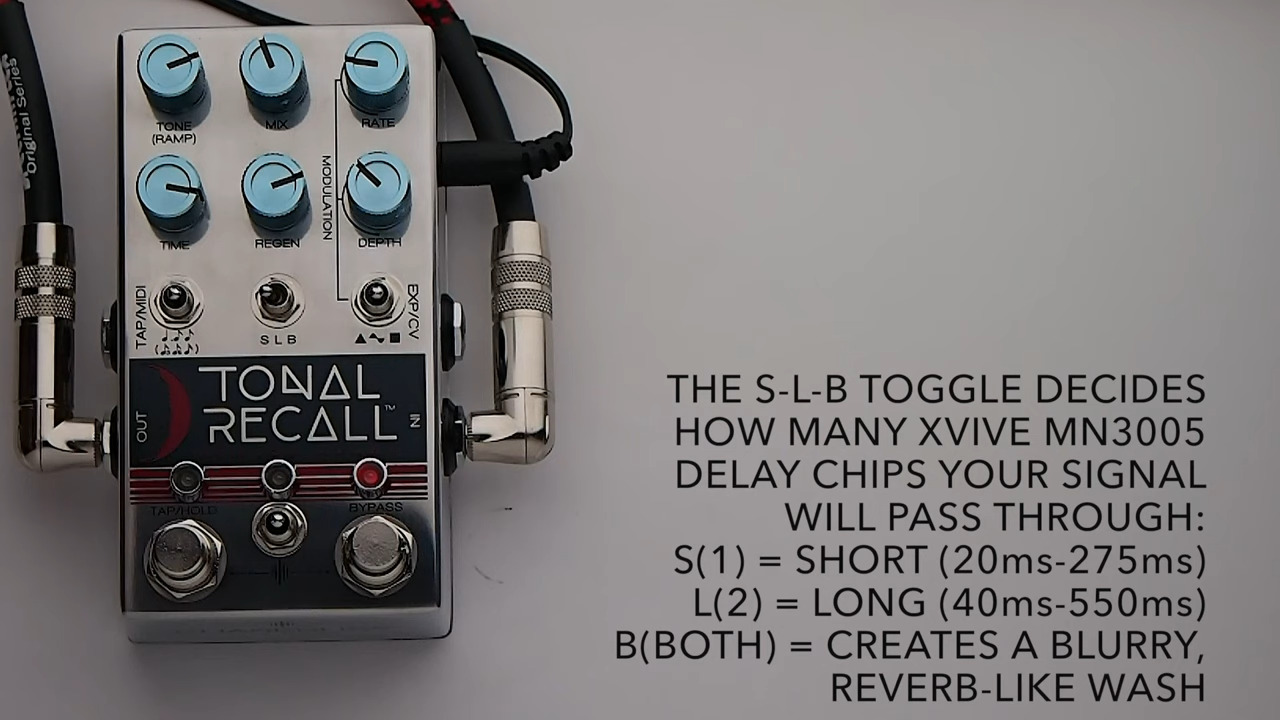 Original Series
TONE
(RAMP)
MIX
RATE
MODULATION
TIME
REGEN
DEPTH
TAP/MIDI
S L B
EXP/CV
OUT
TONAL
RECALL™
IN
TAP/HOLD
BYPASS
THE S-L-B TOGGLE DECIDES
HOW MANY XVIVE MN3005
DELAY CHIPS YOUR SIGNAL
WILL PASS THROUGH:
S(1) = SHORT (20ms-275ms)
L(2) = LONG (40ms-550ms)
B(BOTH) = CREATES A BLURRY,
REVERB-LIKE WASH